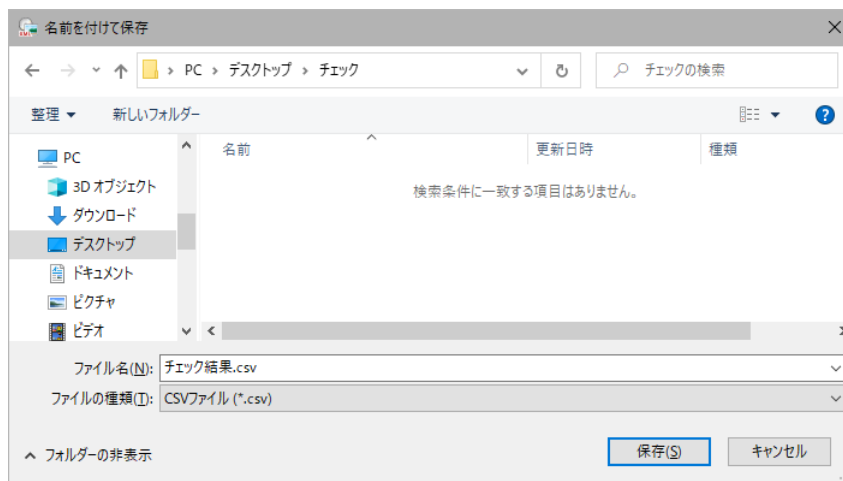 名前を付けて保存
PC › デスクトップ › チェック
チェックの検索
整理
新しいフォルダー
名前
更新日時
種類
検索条件に一致する項目はありません。
PC
3D オブジェクト
ダウンロード
デスクトップ
ドキュメント
ピクチャ
ビデオ
ファイル名(N): チェック結果.csv
ファイルの種類(T): CSVファイル (*.csv)
フォルダーの非表示
保存(S)
キャンセル